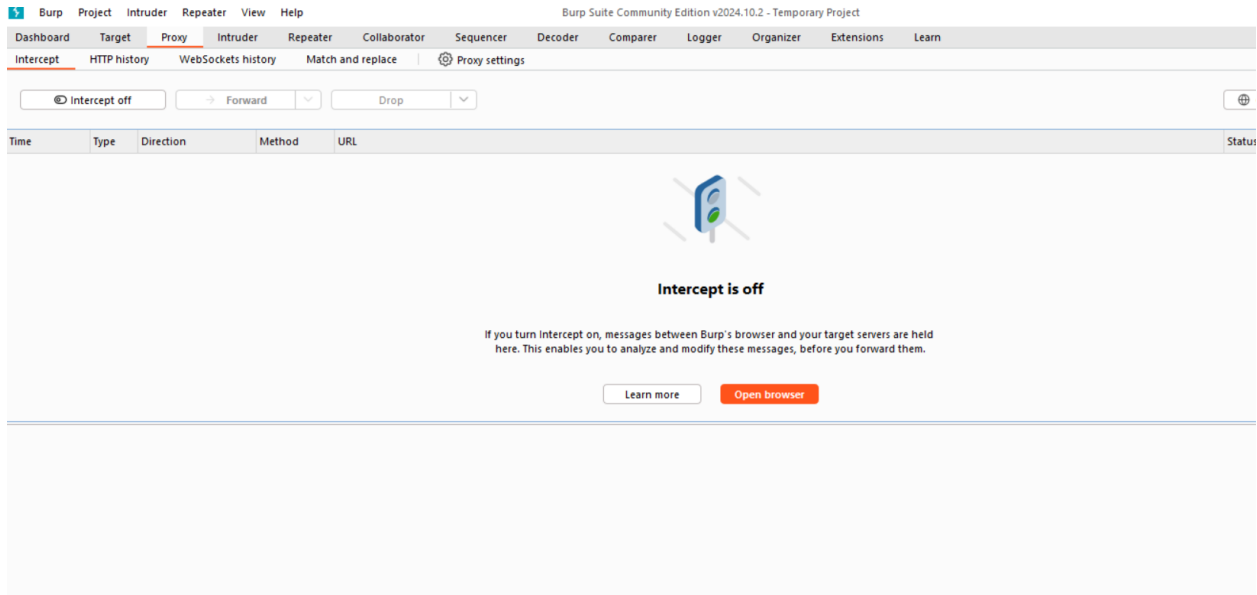 Burp Project Intruder Repeater View Help Burp Suite Community Edition v2024.10.2 - Temporary Project
Dashboard Target Proxy Intruder Repeater Collaborator Sequencer Decoder Comparer Logger Organizer Extensions Learn
Intercept HTTP history WebSockets history Match and replace Proxy settings
Intercept off Forward Drop
Time Type Direction Method URL Status
Intercept is off
If you turn Intercept on, messages between Burp's browser and your target servers are held
here. This enables you to analyze and modify these messages, before you forward them.
Learn more Open browser